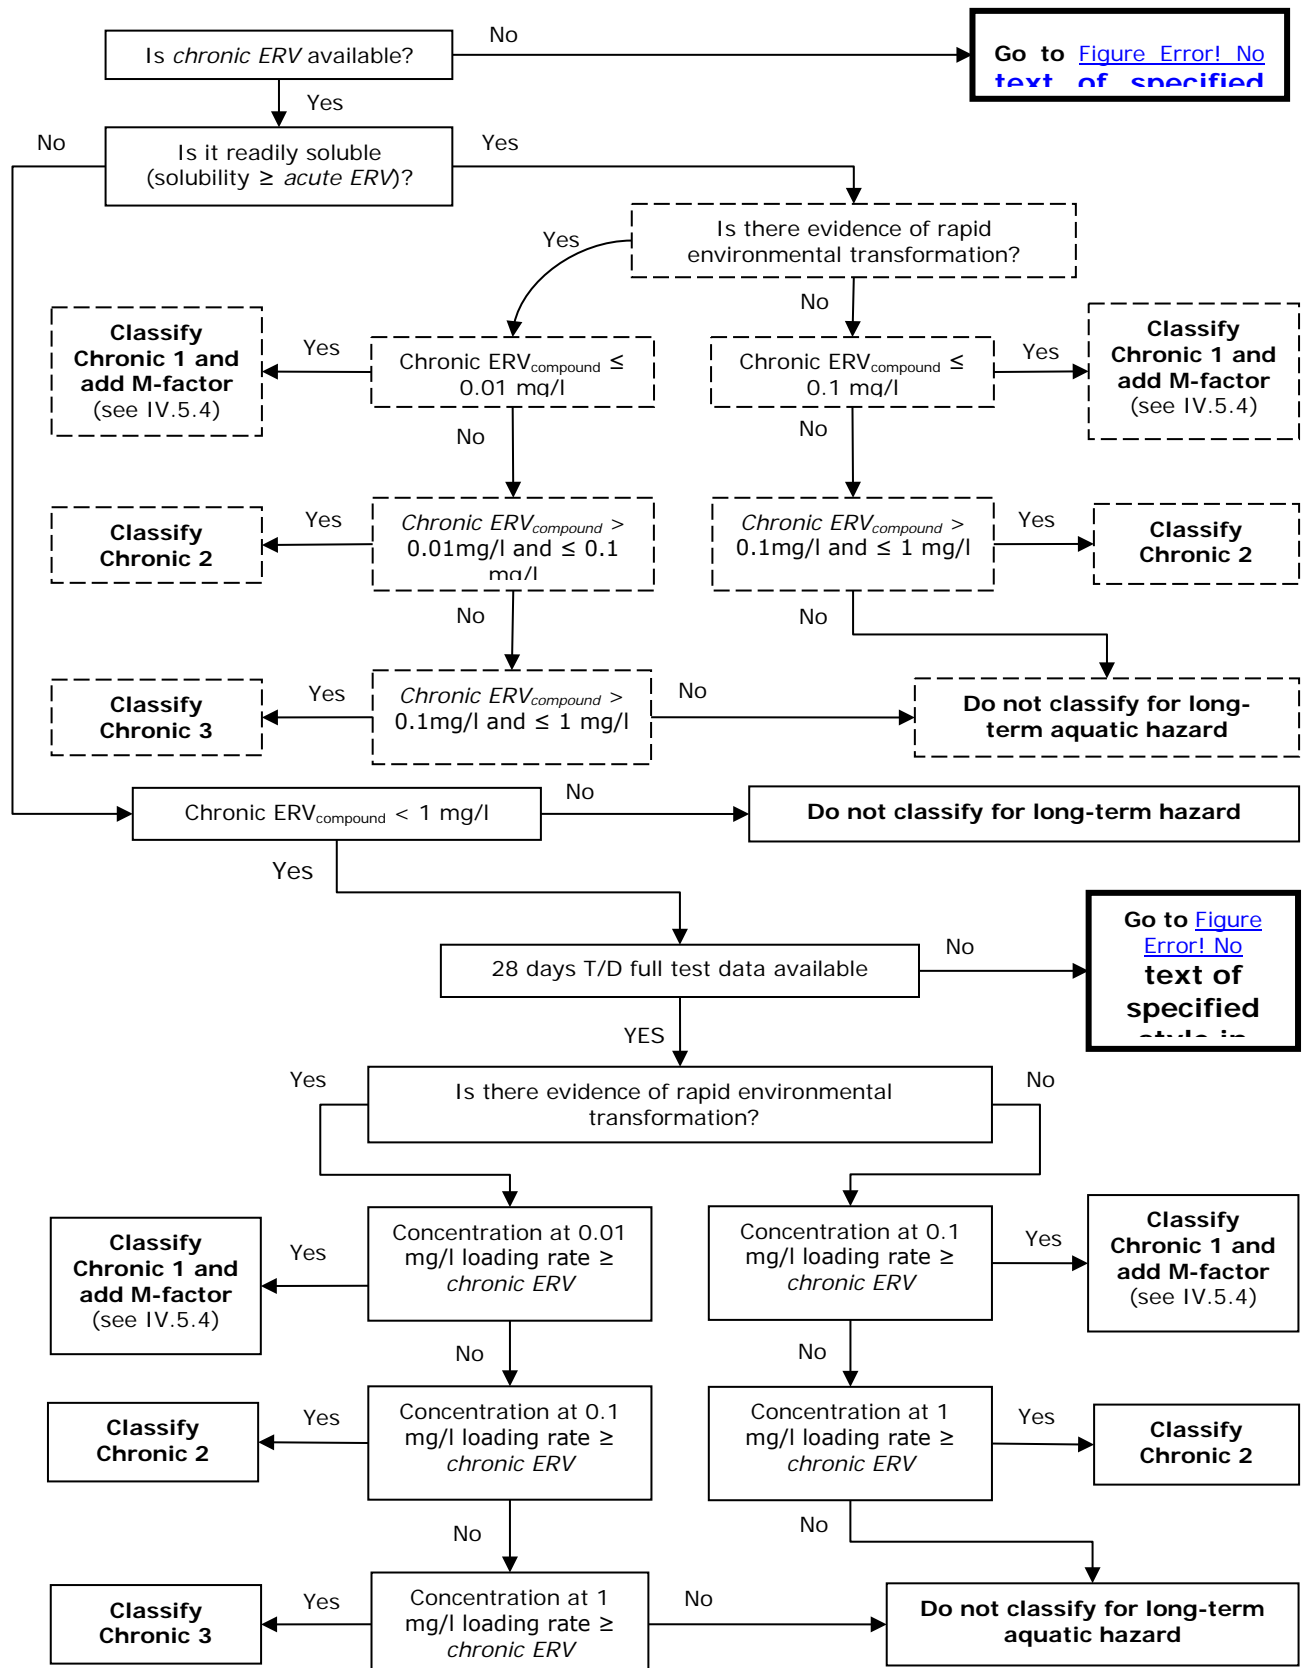 Is chronic ERV available?
No
Go to Figure Error! No
text of specified
Yes
No
Is it readily soluble
(solubility ≥ acute ERV)?
Yes
Is there evidence of rapid
environmental transformation?
Yes
No
Classify
Chronic 1 and
add M-factor
(see IV.5.4)
Yes
Chronic ERVcompound ≤
0.01 mg/l
Chronic ERVcompound ≤
0.1 mg/l
Yes
Classify
Chronic 1 and
add M-factor
(see IV.5.4)
No
No
Classify
Chronic 2
Yes
Chronic ERVcompound >
0.01mg/l and ≤ 0.1
mg/l
Chronic ERVcompound >
0.1mg/l and ≤ 1 mg/l
Yes
Classify
Chronic 2
No
No
Classify
Chronic 3
Yes
Chronic ERVcompound >
0.1mg/l and ≤ 1 mg/l
No
Do not classify for long-
term aquatic hazard
Chronic ERVcompound < 1 mg/l
No
Do not classify for long-term hazard
Yes
28 days T/D full test data available
No
Go to Figure
Error! No
text of
specified
style in
YES
Yes
Is there evidence of rapid environmental
transformation?
No
Classify
Chronic 1 and
add M-factor
(see IV.5.4)
Yes
Concentration at 0.01
mg/l loading rate ≥
chronic ERV
Concentration at 0.1
mg/l loading rate ≥
chronic ERV
Yes
Classify
Chronic 1 and
add M-factor
(see IV.5.4)
No
No
Classify
Chronic 2
Yes
Concentration at 0.1
mg/l loading rate ≥
chronic ERV
Concentration at 1
mg/l loading rate ≥
chronic ERV
Yes
Classify
Chronic 2
No
No
Classify
Chronic 3
Yes
Concentration at 1
mg/l loading rate ≥
chronic ERV
No
Do not classify for long-term
aquatic hazard